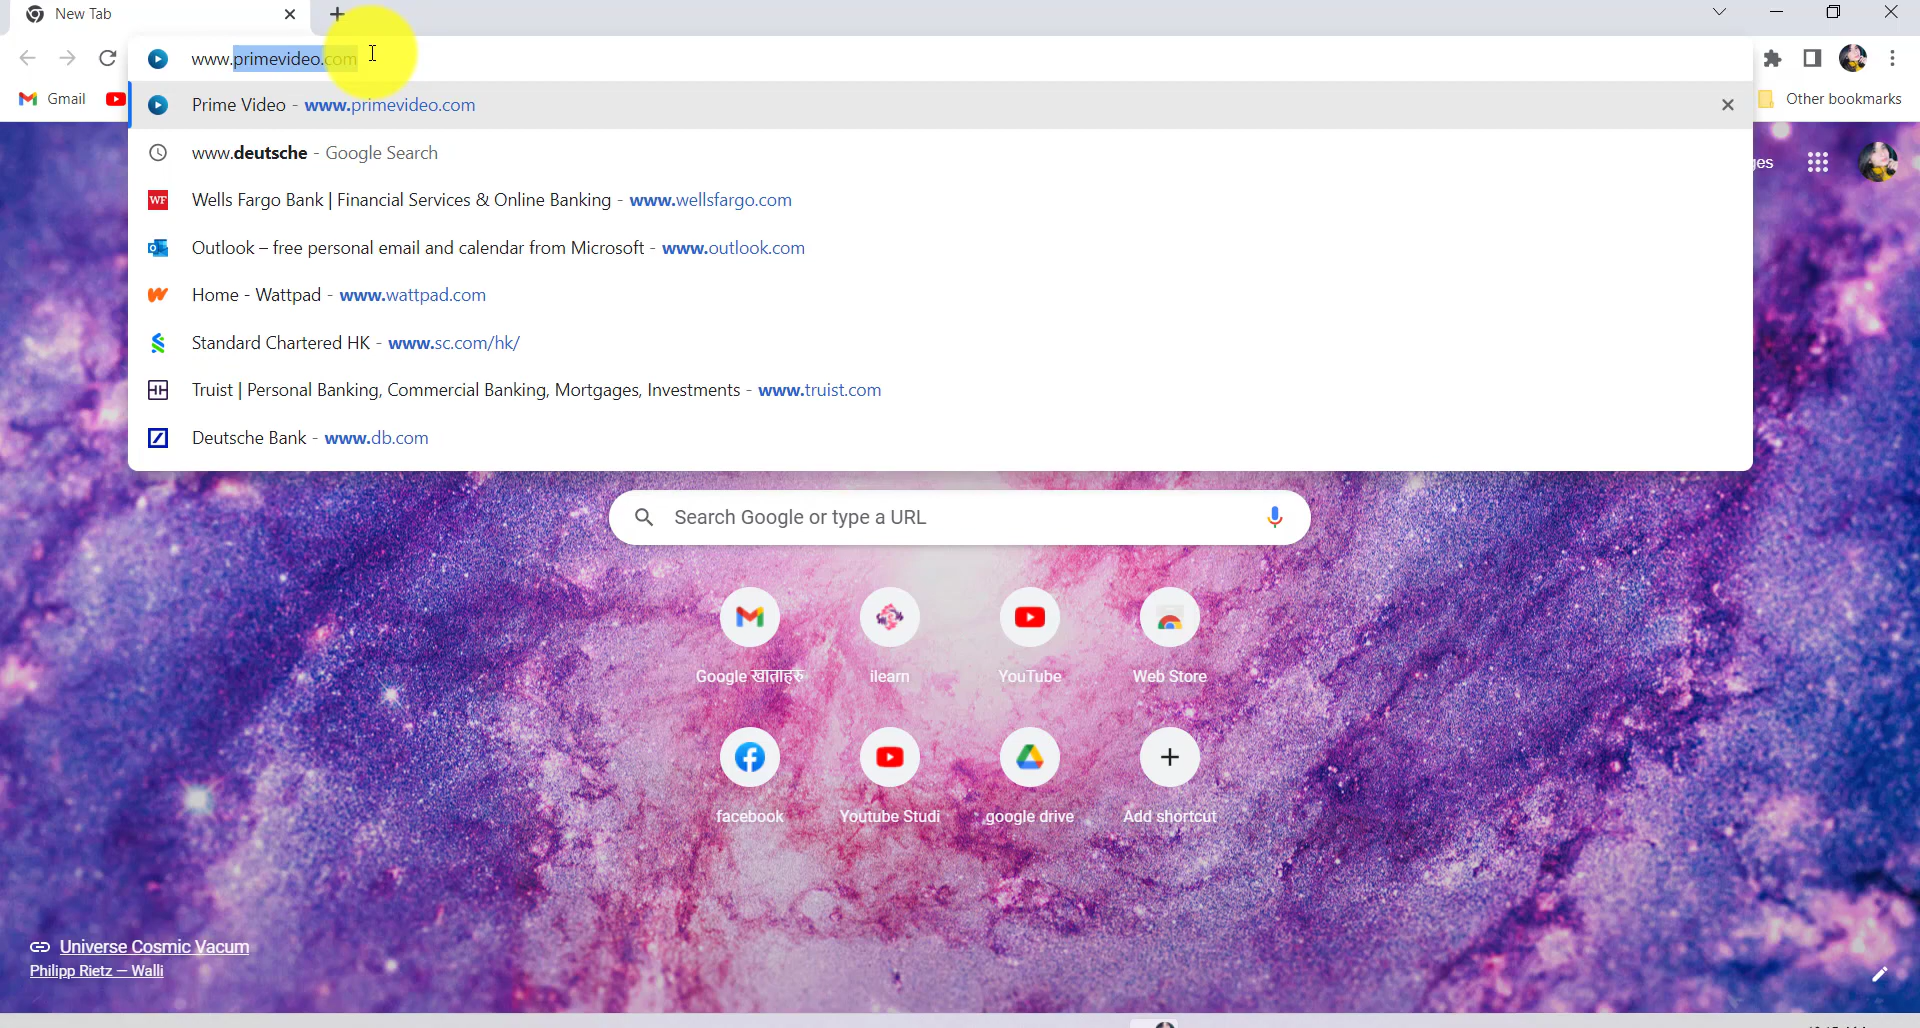 New Tab
www.primevideo.com
Gmail
Other bookmarks
Prime Video - www.primevideo.com
www.deutsche - Google Search
WF Wells Fargo Bank | Financial Services & Online Banking - www.wellsfargo.com
Outlook – free personal email and calendar from Microsoft - www.outlook.com
Home - Wattpad - www.wattpad.com
Standard Chartered HK - www.sc.com/hk/
Truist | Personal Banking, Commercial Banking, Mortgages, Investments - www.truist.com
Deutsche Bank - www.db.com
Search Google or type a URL
Google खाताहरू
ilearn
YouTube
Web Store
facebook
Youtube Studi
google drive
Add shortcut
Universe Cosmic Vacum
Philipp Rietz — Walli